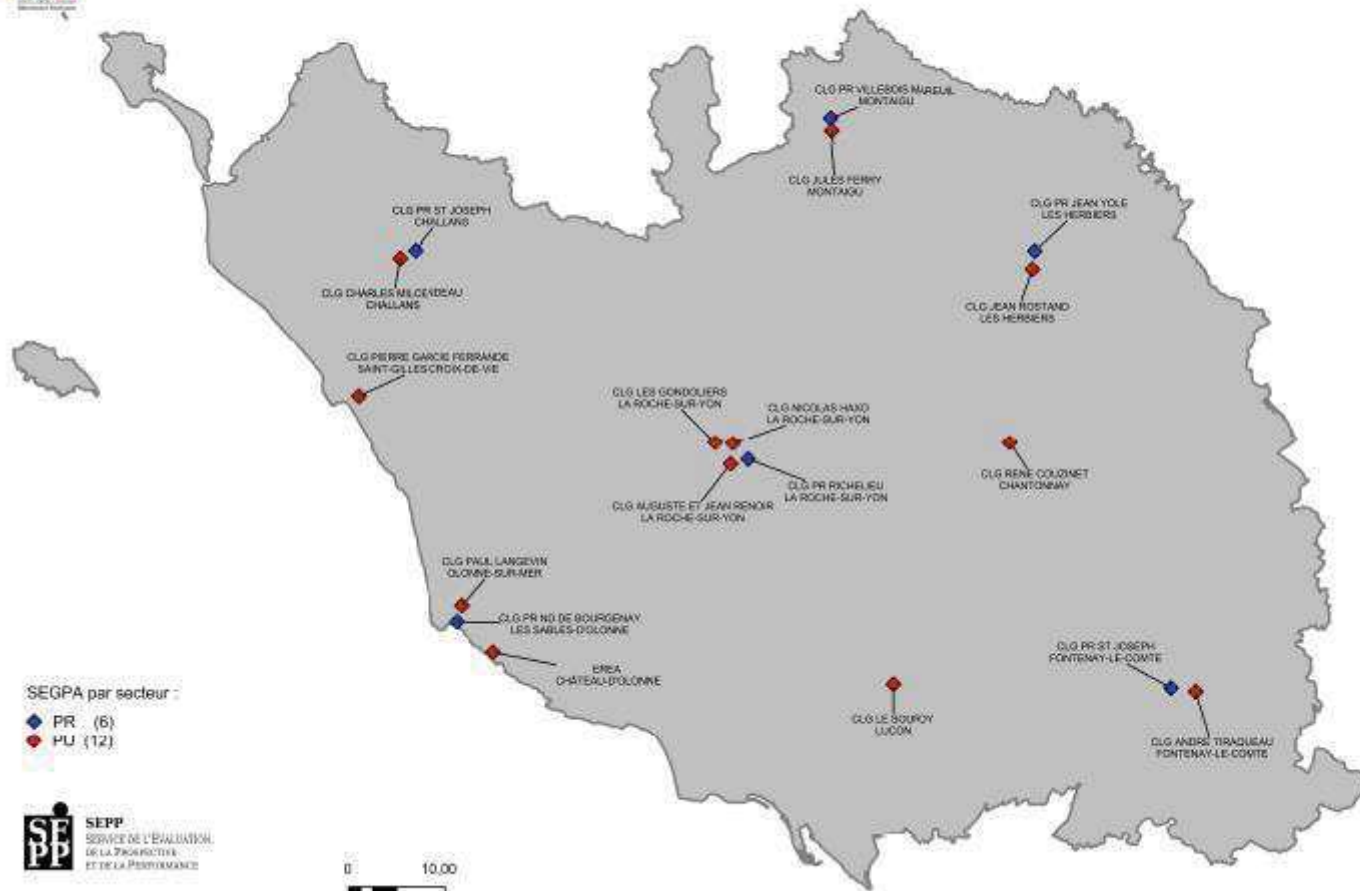 CLG PR VILLEBOIS MAREUIL
MONTAIGU
CLG JULES FERRY
MONTAIGU
CLG PR ST JOSEPH
CHALLANS
CLG PR JEAN YOLE
LES HERBIERS
CLG CHARLES MILCENDEAU
CHALLANS
CLG JEAN ROSTAND
LES HERBIERS
CLG PIERRE GARCIE FERRANDE
SAINT-GILLES CROIX-DE-VIE
CLG LES GONDOLIERS
LA ROCHE-SUR-YON
CLG NICOLAS HAXO
LA ROCHE-SUR-YON
CLG RENE COUZINET
CHANTONNAY
CLG PR RICHELIEU
LA ROCHE-SUR-YON
CLG AUGUSTE ET JEAN RENOIR
LA ROCHE-SUR-YON
CLG PAUL LANGEVIN
OLONNE-SUR-MER
CLG PR ND DE BOURGENAY
LES SABLES-D'OLONNE
EREA
CHÂTEAU-D'OLONNE
CLG PR ST JOSEPH
FONTENAY-LE-COMTE
CLG LE SOUROY
LUCON
CLG ANDRE TIRAQUEAU
FONTENAY-LE-COMTE
SEGPA par secteur :
PR (6)
PU (12)
SEPP
SEPP
SERVICE DE L'EVALUATION,
DE LA PROSPECTIVE
ET DE LA PERFORMANCE
0 10,00